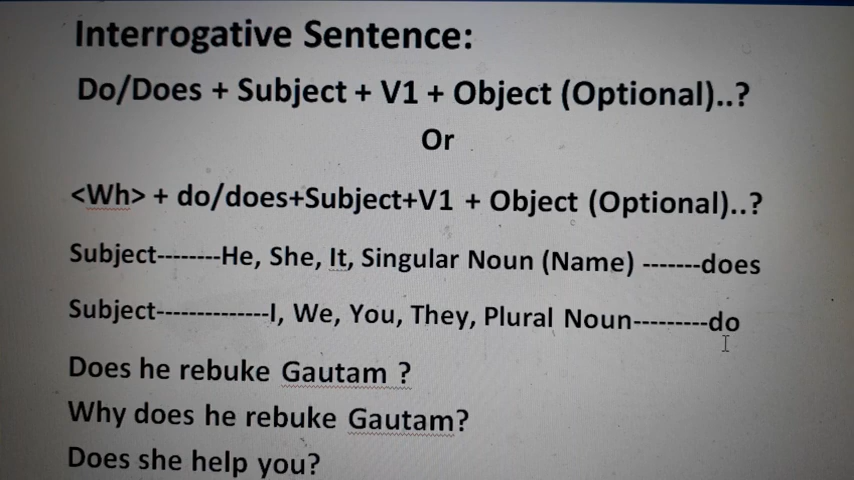 Interrogative Sentence:
Do/Does + Subject + V1 + Object (Optional)..?
Or
<Wh> + do/does+Subject+V1 + Object (Optional)..?
Subject--------He, She, It, Singular Noun (Name) -------does
Subject--------------I, We, You, They, Plural Noun---------do
Does he rebuke Gautam ?
Why does he rebuke Gautam?
Does she help you?